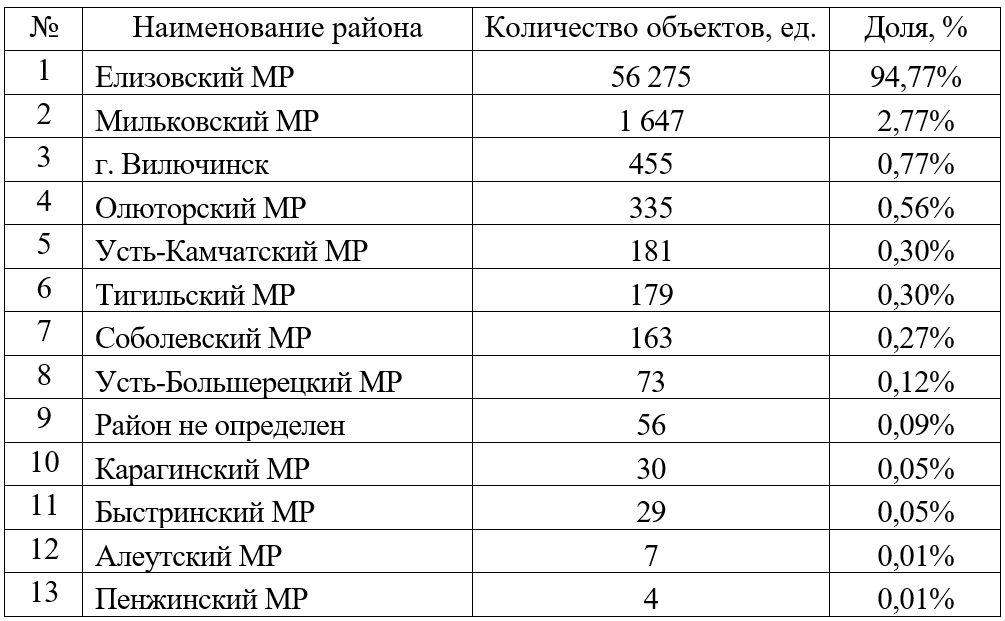 № Наименование района Количество объектов, ед. Доля, %
1 Елизовский МР 56 275 94,77%
2 Мильковский МР 1 647 2,77%
3 г. Вилючинск 455 0,77%
4 Олюторский МР 335 0,56%
5 Усть-Камчатский МР 181 0,30%
6 Тигильский МР 179 0,30%
7 Соболевский МР 163 0,27%
8 Усть-Большерецкий МР 73 0,12%
9 Район не определен 56 0,09%
10 Карагинский МР 30 0,05%
11 Быстринский МР 29 0,05%
12 Алеутский МР 7 0,01%
13 Пенжинский МР 4 0,01%